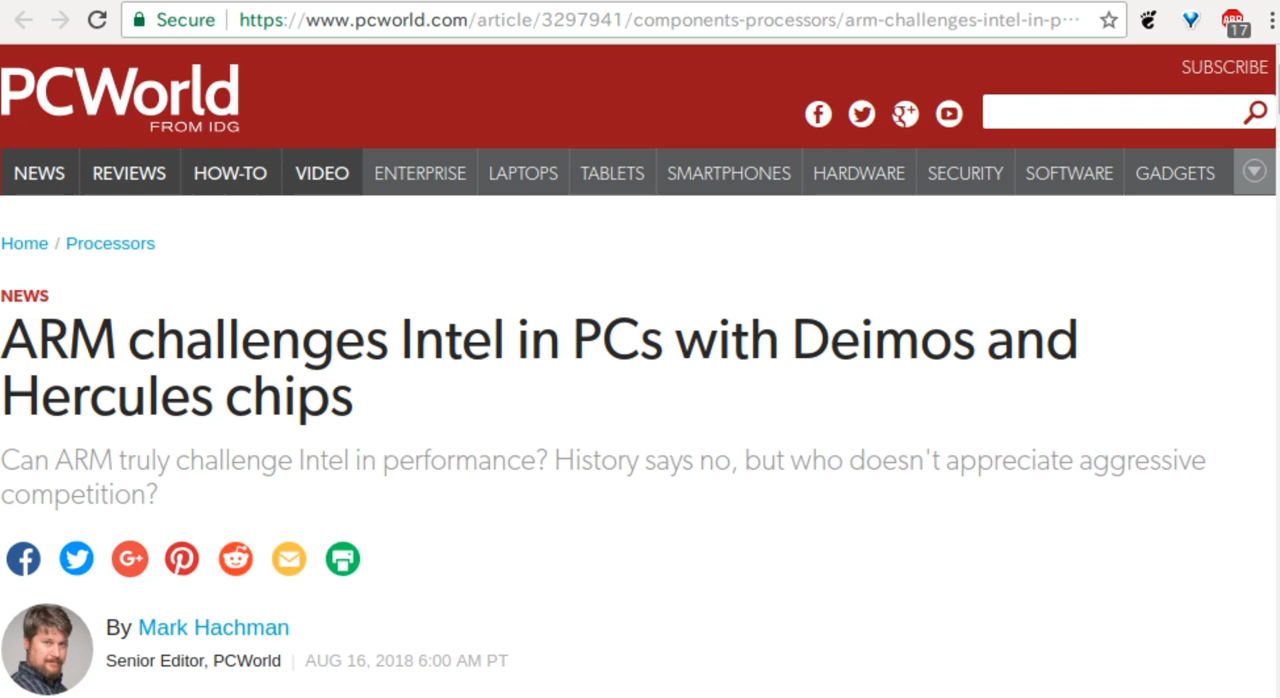 Secure https://www.pcworld.com/article/3297941/components-processors/arm-challenges-intel-in-p··· ABP 17
SUBSCRIBE
PCWorld
FROM IDG
NEWS REVIEWS HOW-TO VIDEO ENTERPRISE LAPTOPS TABLETS SMARTPHONES HARDWARE SECURITY SOFTWARE GADGETS
Home / Processors
NEWS
ARM challenges Intel in PCs with Deimos and
Hercules chips
Can ARM truly challenge Intel in performance? History says no, but who doesn't appreciate aggressive
competition?
By Mark Hachman
Senior Editor, PCWorld | AUG 16, 2018 6:00 AM PT